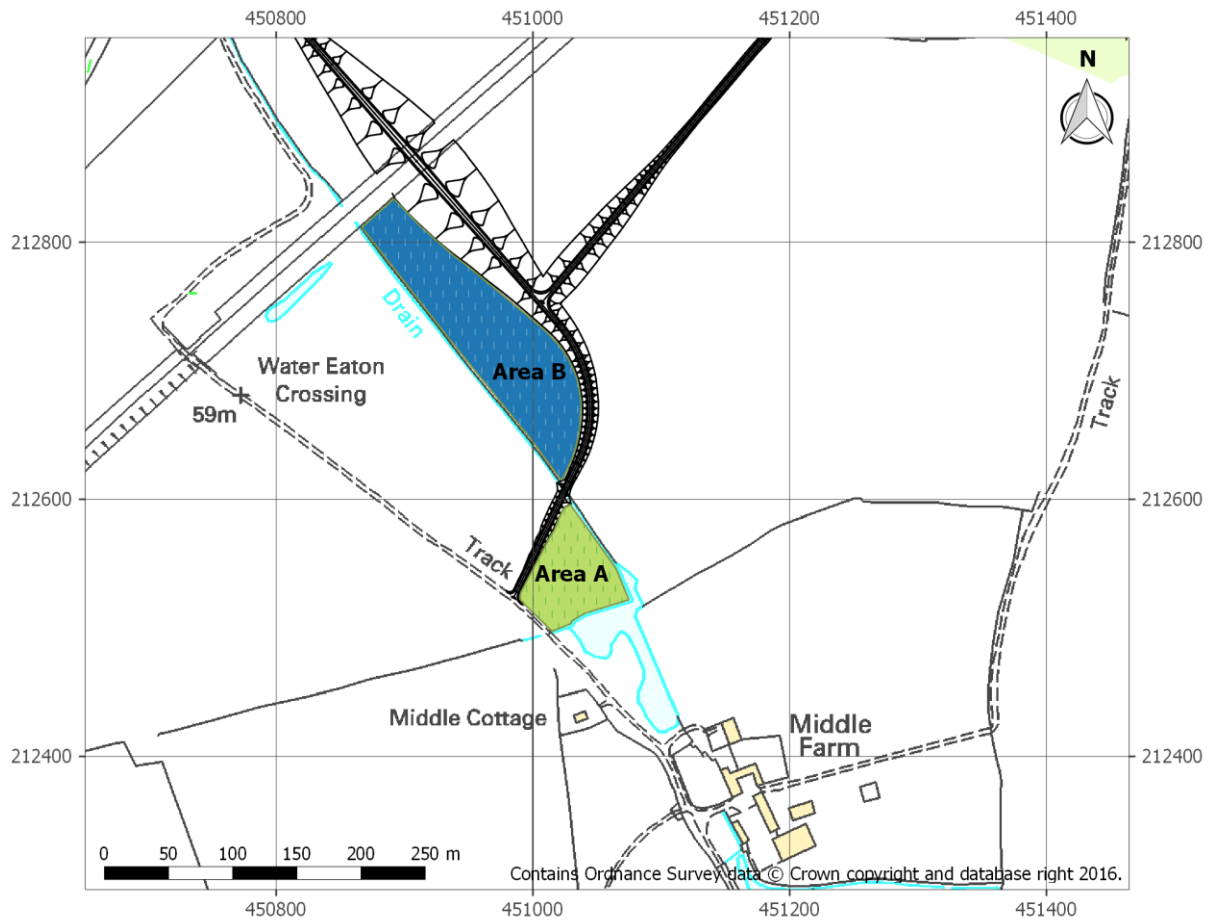 450800 451000 451200 451400
N
212800 212800
Drain
Water Eaton
Crossing
59m
Area B
Track
212600 212600
Track
Area A
Middle Cottage
Middle
Farm
212400 212400
0 50 100 150 200 250 m
Contains Ordnance Survey data © Crown copyright and database right 2016.
450800 451000 451200 451400